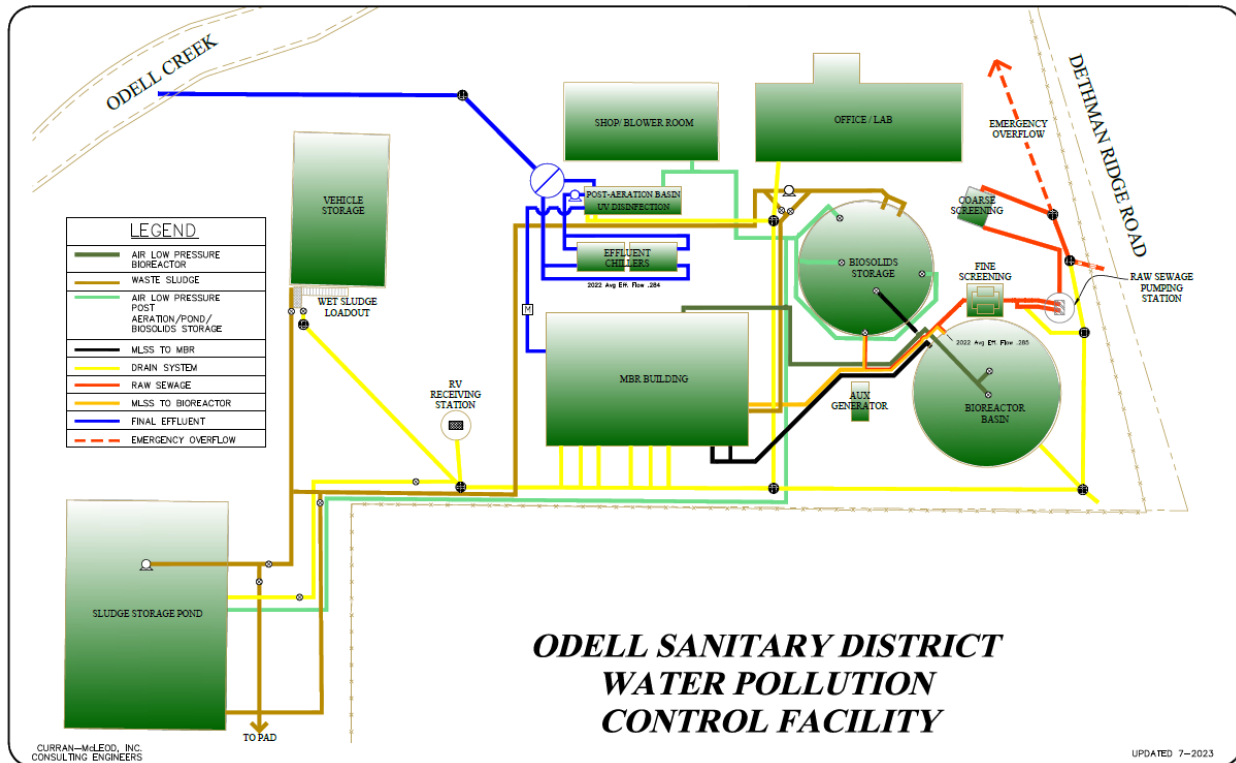 ODELL CREEK
DETHMAN RIDGE ROAD
SHOP/ BLOWER ROOM
OFFICE / LAB
EMERGENCY
OVERFLOW
VEHICLE
STORAGE
POST-AERATION BASIN
UV DISINFECTION
COARSE
SCREENING
LEGEND
AIR LOW PRESSURE
BIOREACTOR
WASTE SLUDGE
AIR LOW PRESSURE
POST
AERATION/POND/
BIOSOLIDS STORAGE
MLSS TO MBR
DRAIN SYSTEM
RAW SEWAGE
MLSS TO BIOREACTOR
FINAL EFFLUENT
EMERGENCY OVERFLOW
EFFLUENT
CHILLERS
2022 Avg Eff. Flow .284
BIOSOLIDS
STORAGE
FINE
SCREENING
RAW SEWAGE
PUMPING
STATION
WET SLUDGE
LOADOUT
M
2022 Avg Eff. Flow .285
MBR BUILDING
RV
RECEIVING
STATION
AUX
GENERATOR
BIOREACTOR
BASIN
SLUDGE STORAGE POND
TO PAD
ODELL SANITARY DISTRICT
WATER POLLUTION
CONTROL FACILITY
CURRAN-McLEOD, INC.
CONSULTING ENGINEERS
UPDATED 7-2023